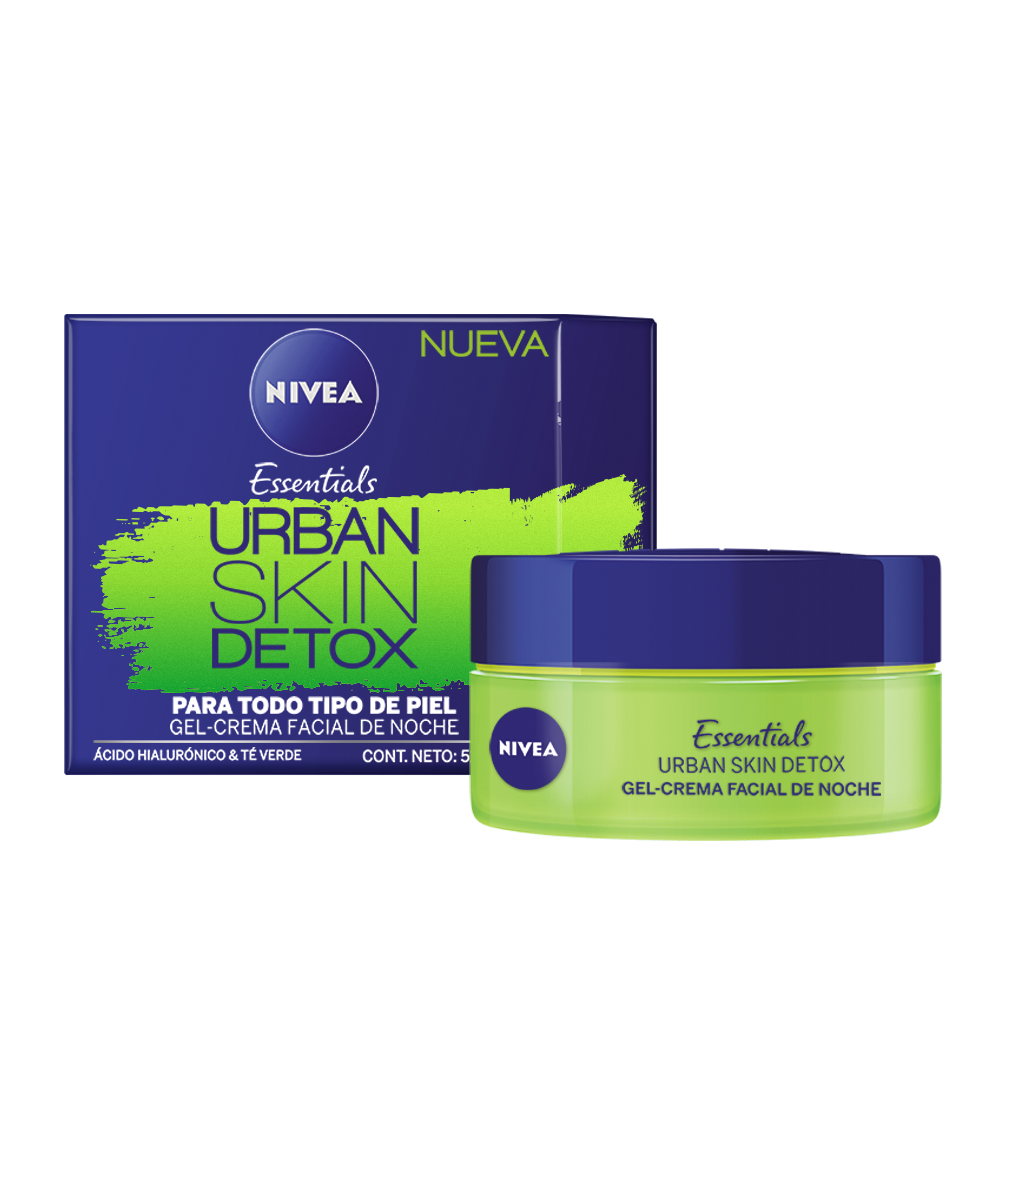 NUEVA
NIVEA
Essentials
URBAN
SKIN
DETOX
PARA TODO TIPO DE PIEL
GEL-CREMA FACIAL DE NOCHE
ÁCIDO HIALURÓNICO & TÉ VERDE
CONT. NETO: 5
NIVEA
Essentials
URBAN SKIN DETOX
GEL-CREMA FACIAL DE NOCHE